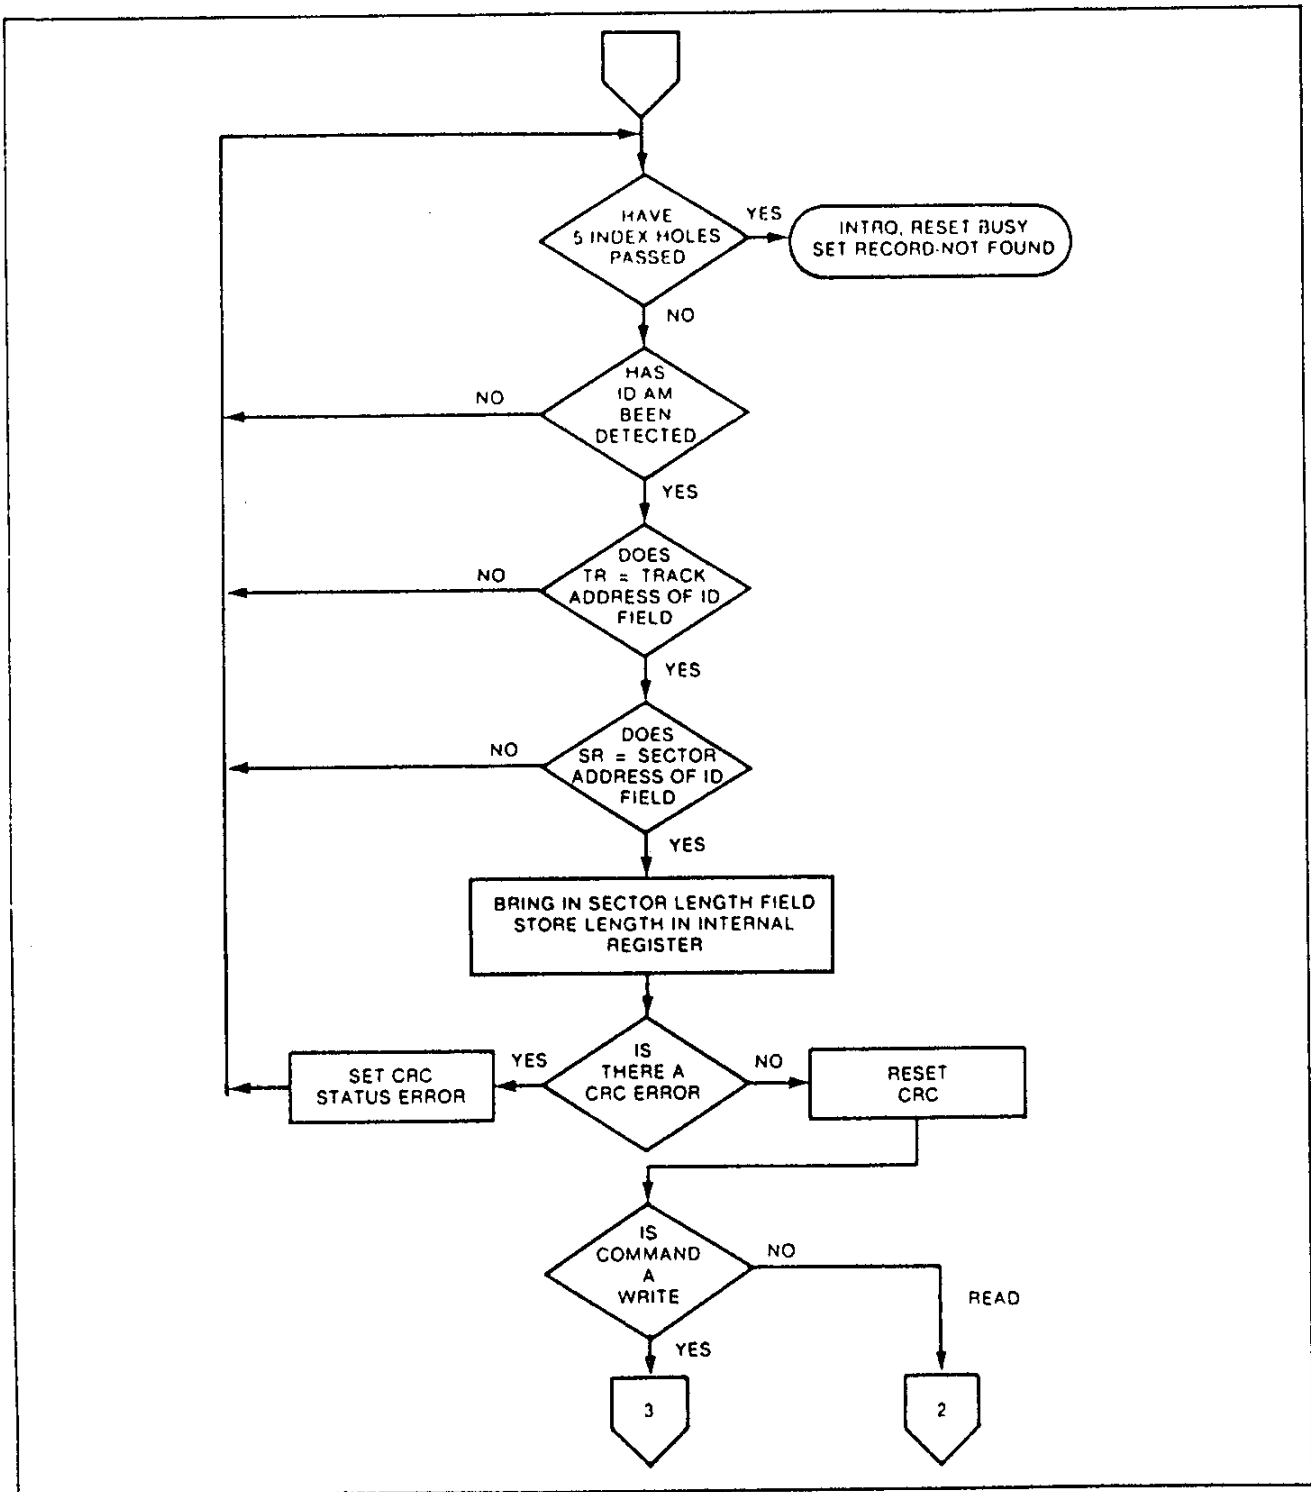 HAVE
5 INDEX HOLES
PASSED
YES
INTRQ, RESET BUSY
SET RECORD-NOT FOUND
NO
HAS
ID AM
BEEN
DETECTED
NO
YES
DOES
TR = TRACK
ADDRESS OF ID
FIELD
NO
YES
DOES
SR = SECTOR
ADDRESS OF ID
FIELD
NO
YES
BRING IN SECTOR LENGTH FIELD
STORE LENGTH IN INTERNAL
REGISTER
IS
THERE A
CRC ERROR
YES
SET CRC
STATUS ERROR
NO
RESET
CRC
IS
COMMAND
A
WRITE
NO
READ
YES
3
2